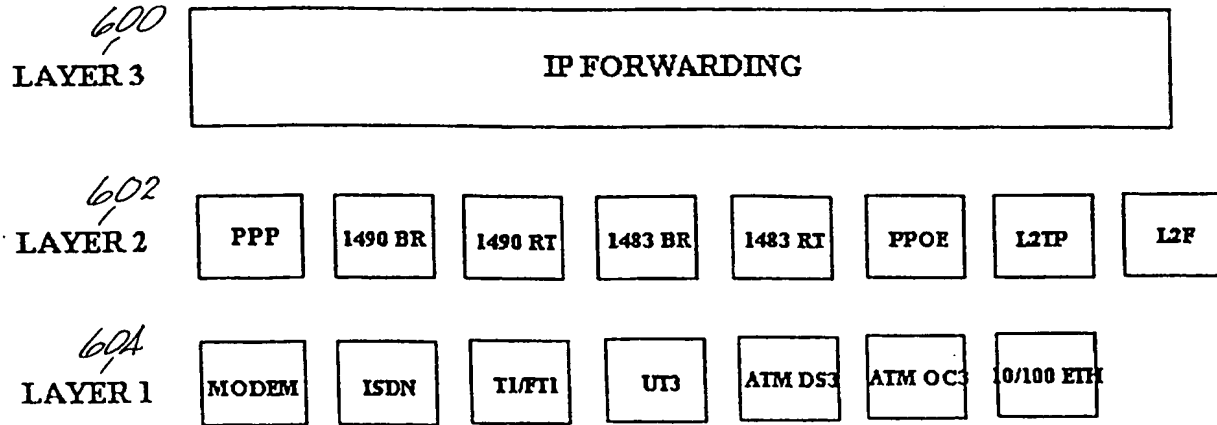 600
LAYER 3
IP FORWARDING
602
LAYER 2
PPP
1490 BR
1490 RT
1483 BR
1483 RT
PPOE
L2TP
L2F
604
LAYER 1
MODEM
ISDN
T1/FT1
UT3
ATM DS3
ATM OC3
10/100 ETH